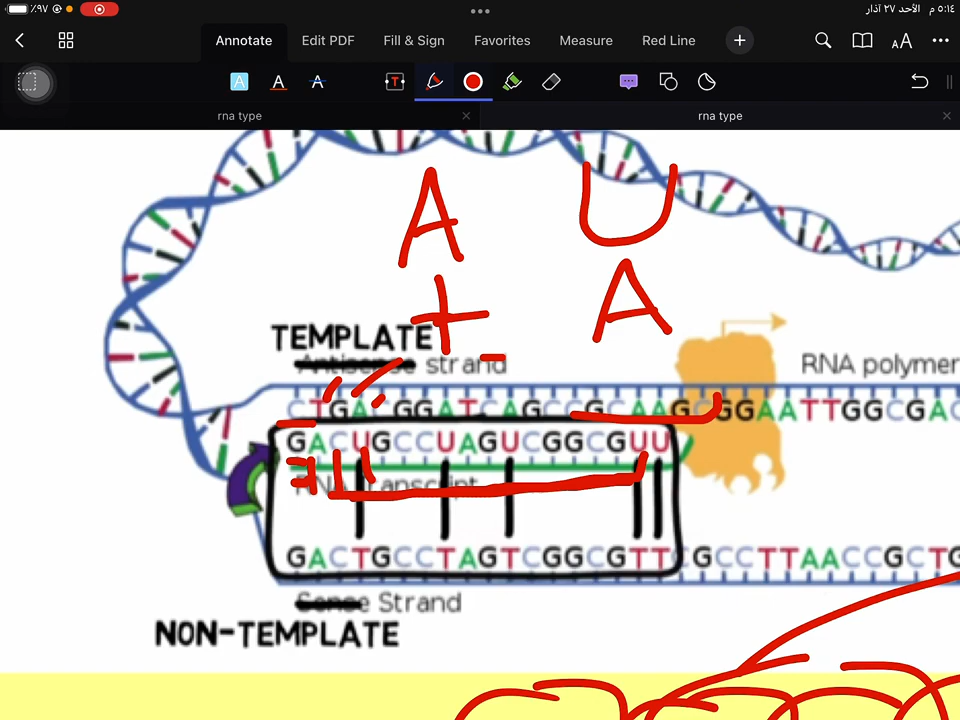 ٪٩٧ ٥:١٤ م الأحد ٢٧ آذار
Annotate Edit PDF Fill & Sign Favorites Measure Red Line
rna type rna type
A U
+ A
TEMPLATE
Antisense strand RNA polymer
CTGACGGATCAGCCGCAAGCGGAATTGGCGAC
GACUGCCUAGUCGGCGUU
RNA Transcript
GACTGCCTAGTCGGCGTTCGCCTTAACCGCTG
Sense Strand
NON-TEMPLATE